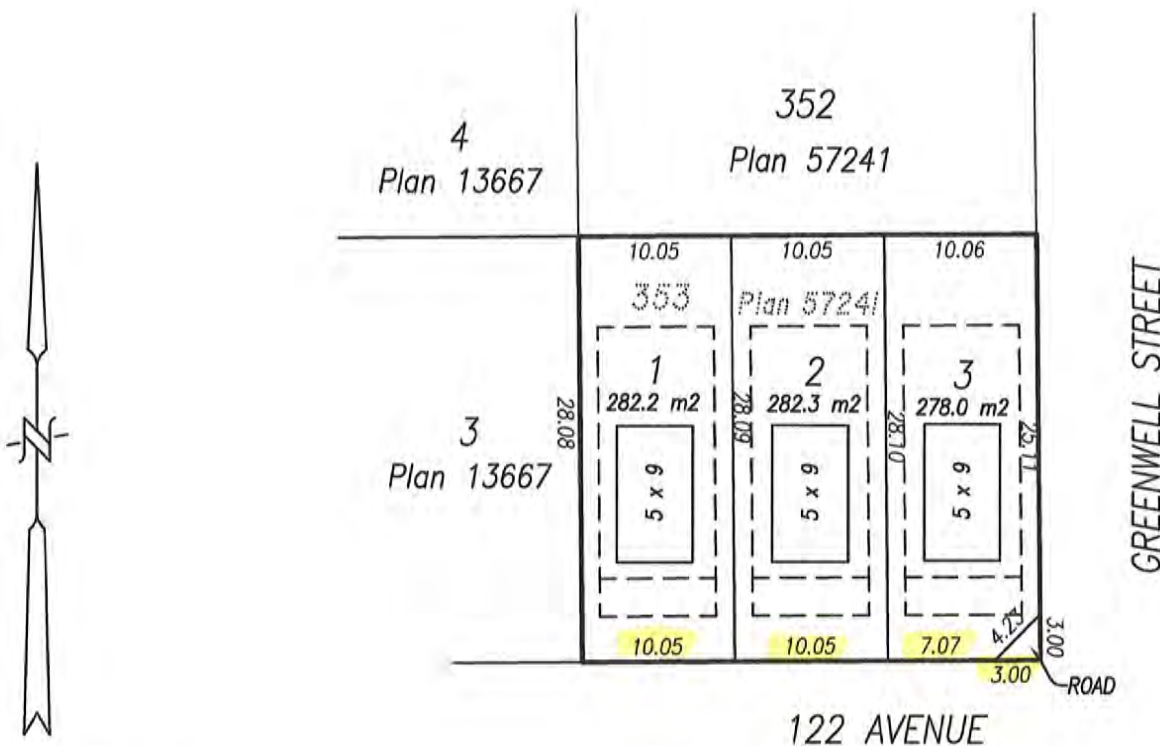 352
Plan 57241
4
Plan 13667
10.05 10.05 10.06
353 Plan 57241
1 2 3
282.2 m2 282.3 m2 278.0 m2
3
Plan 13667
28.08 28.09 28.10 25.11
5 x 9 5 x 9 5 x 9
N
GREENWELL STREET
4.23 3.00
10.05 10.05 7.07
3.00
ROAD
122 AVENUE